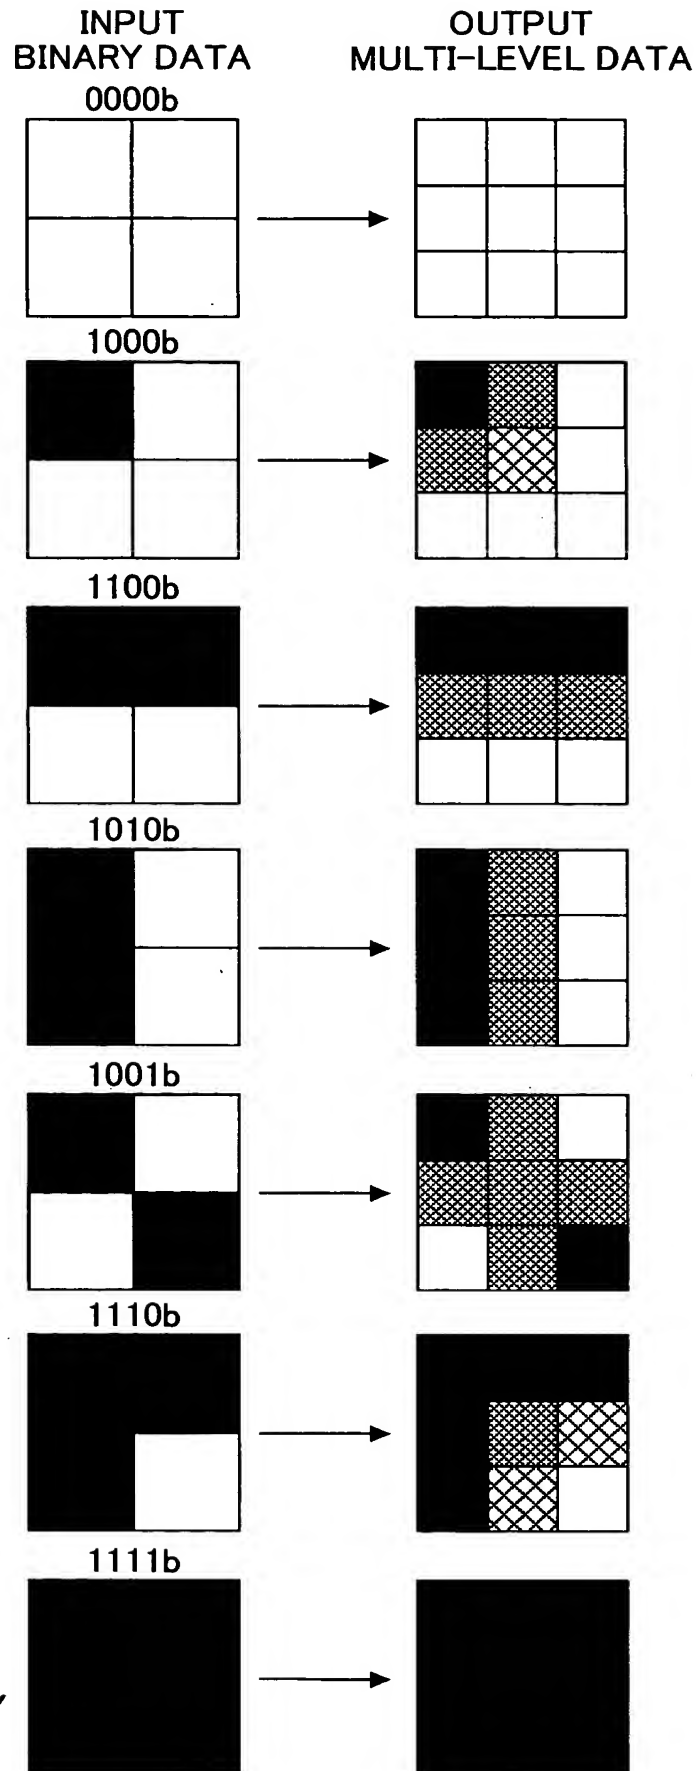 INPUT
BINARY DATA
OUTPUT
MULTI-LEVEL DATA
0000b
1000b
1100b
1010b
1001b
1110b
1111b